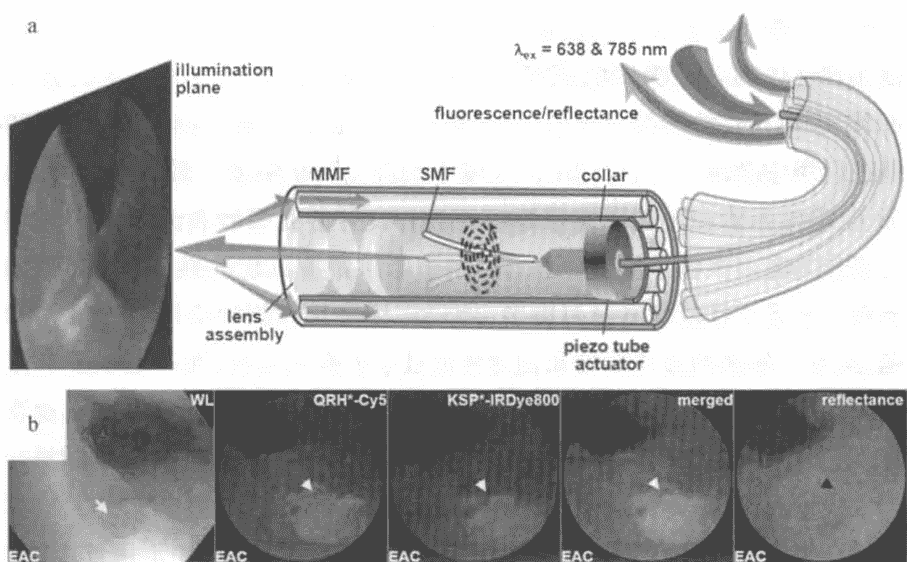 a
illumination
plane
λex = 638 & 785 nm
fluorescence/reflectance
MMF
SMF
collar
lens
assembly
piezo tube
actuator
b
WL
QRH*-Cy5
KSP*-IRDye800
merged
reflectance
EAC
EAC
EAC
EAC
EAC